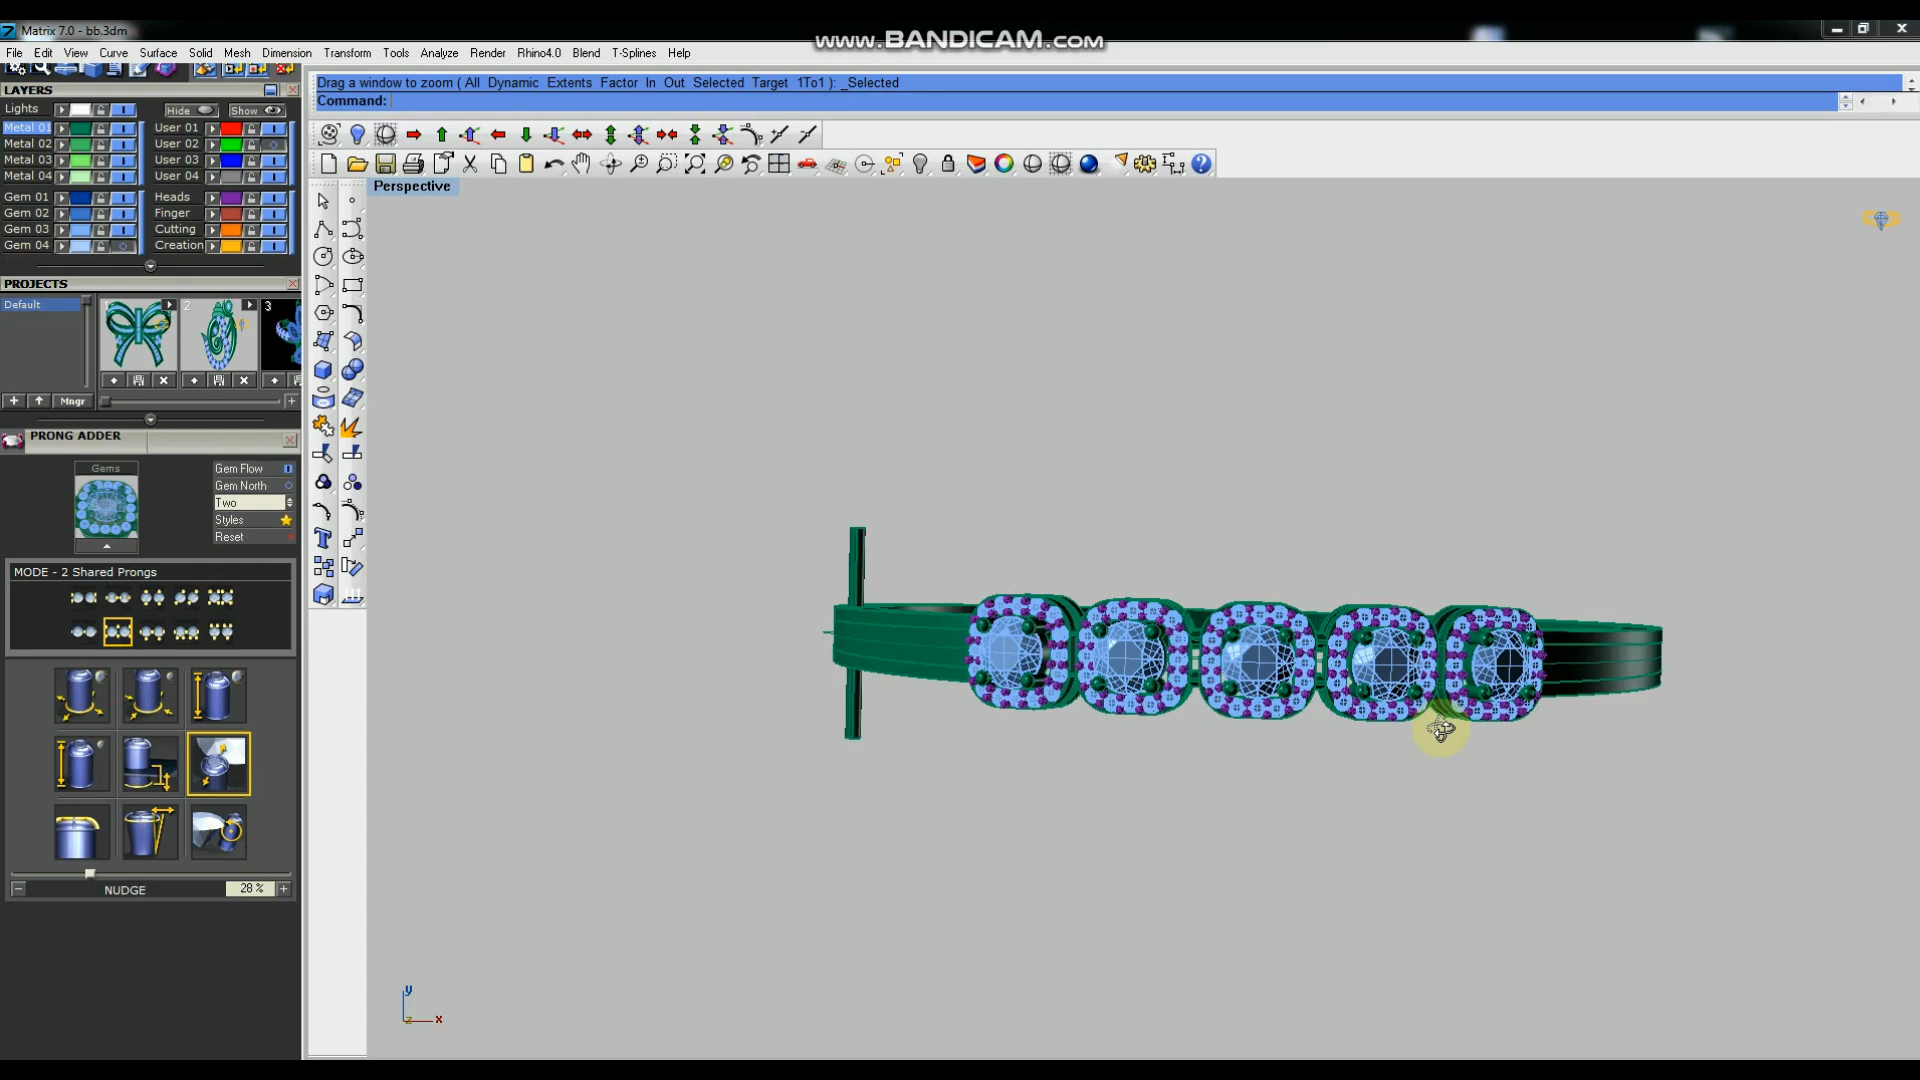 Matrix 7.0 - bb.3dm
www.BANDICAM.com
File Edit View Curve Surface Solid Mesh Dimension Transform Tools Analyze Render Rhino4.0 Blend T-Splines Help
Drag a window to zoom ( All Dynamic Extents Factor In Out Selected Target 1To1 ): _Selected
Command:
LAYERS
Lights Hide Show
Metal 01 User 01
Metal 02 User 02
Metal 03 User 03
Metal 04 User 04
Gem 01 Heads
Gem 02 Finger
Gem 03 Cutting
Gem 04 Creation
Perspective
PROJECTS
Default
1 2 3
Mngr
PRONG ADDER
Gems
Gem Flow
Gem North
Two
Styles
Reset
MODE - 2 Shared Prongs
NUDGE 28 %
y
z x